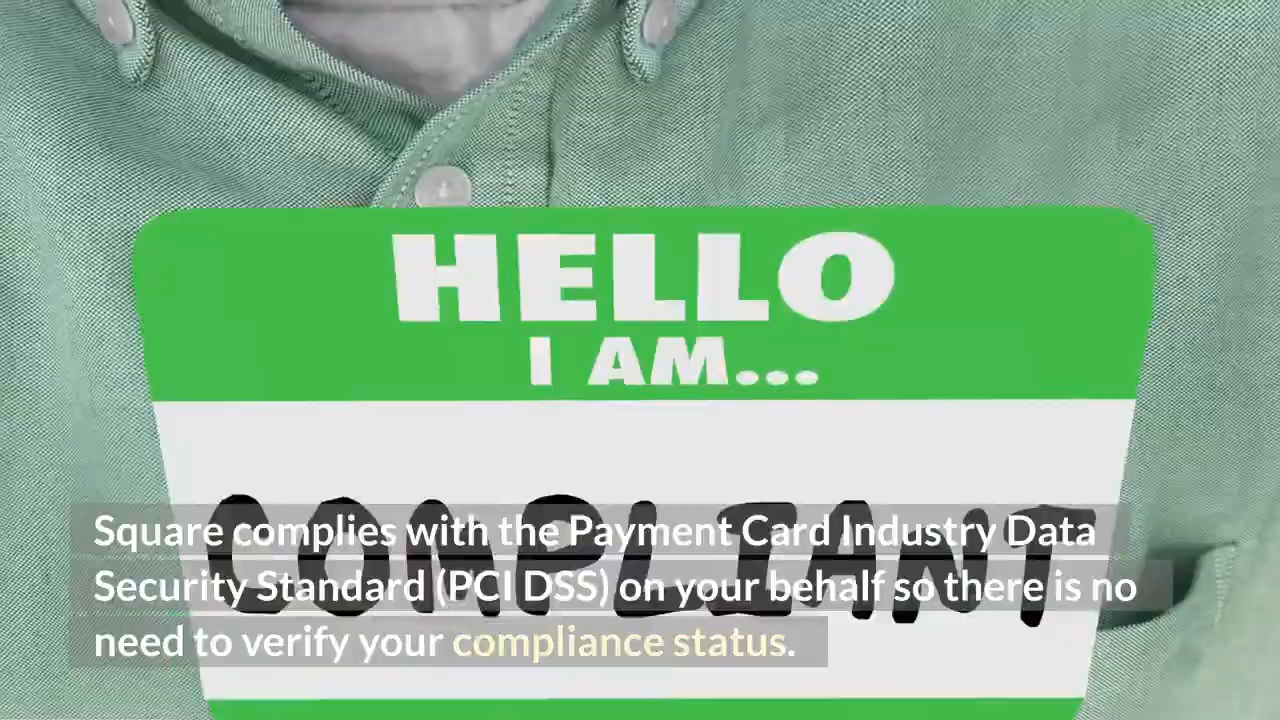 HELLO
I AM...
COMPLIANT
Square complies with the Payment Card Industry Data
Security Standard (PCI DSS) on your behalf so there is no
need to verify your compliance status.